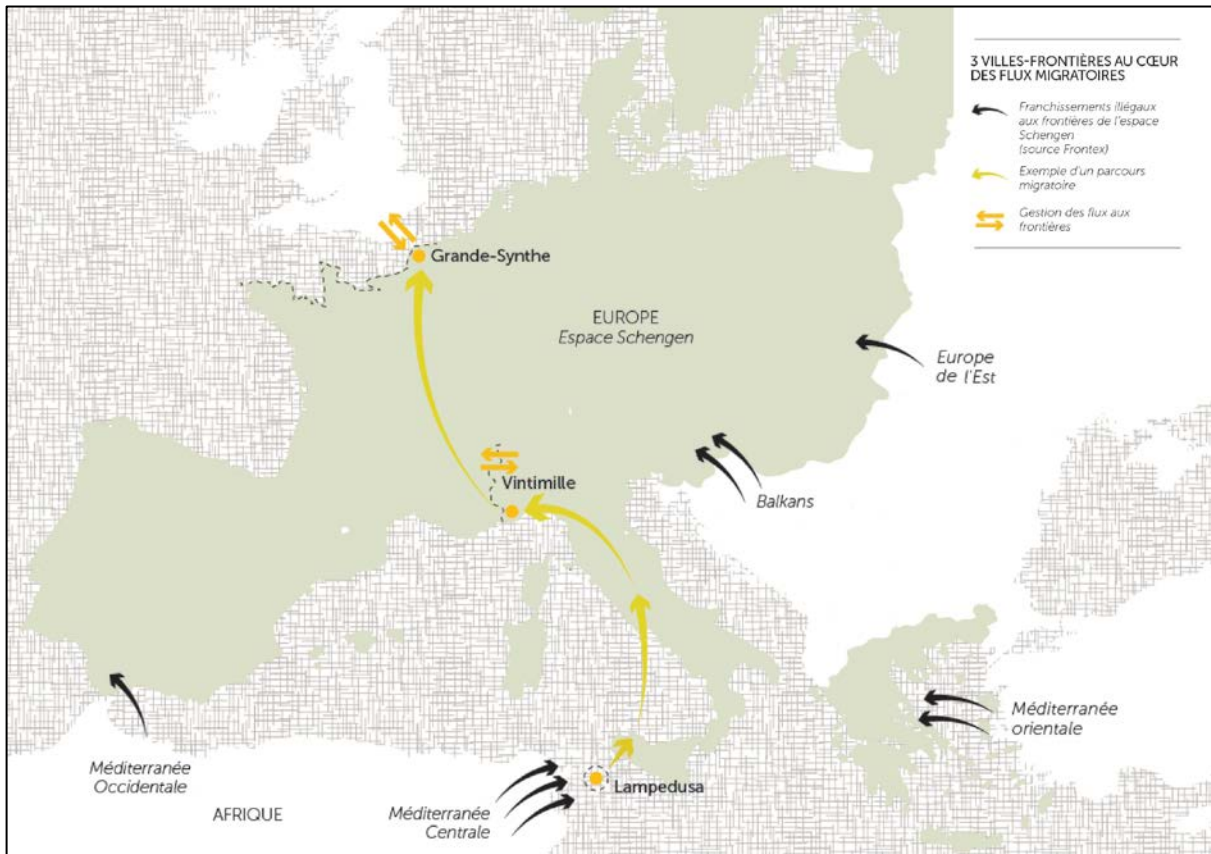 3 VILLES-FRONTIÈRES AU CŒUR
DES FLUX MIGRATOIRES
Franchissements illégaux
aux frontières de l'espace
Schengen
(source Frontex)
Exemple d'un parcours
migratoire
Gestion des flux aux
frontières
Grande-Synthe
EUROPE
Espace Schengen
Europe
de l'Est
Vintimille
Balkans
Méditerranée
orientale
Méditerranée
Occidentale
Lampedusa
AFRIQUE
Méditerranée
Centrale